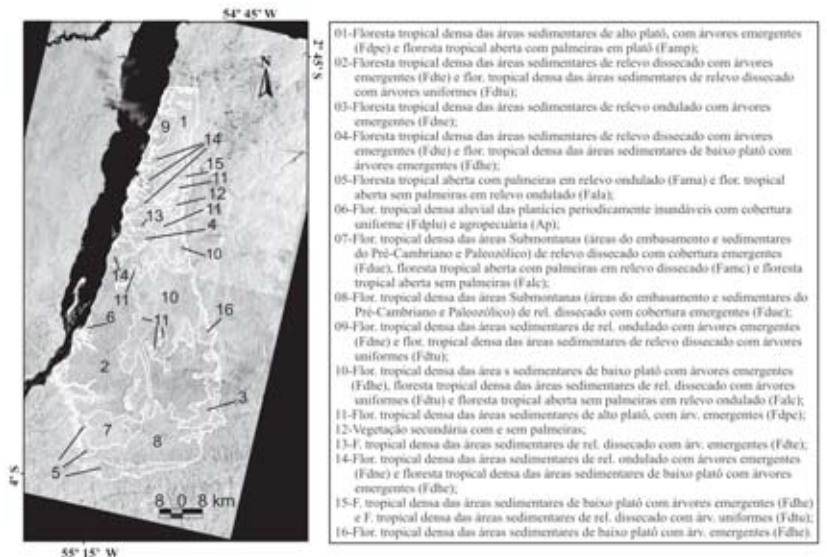 54° 45' W
2° 45' S
N
1
9
14
15
11
12
11
13
4
10
14
11
10
16
11
6
2
3
7
8
5
8 0 8 km
4° S
55° 15' W
01-Floresta tropical densa das áreas sedimentares de alto platô, com árvores emergentes
(Fdpe) e floresta tropical aberta com palmeiras em platô (Famp);
02-Floresta tropical densa das áreas sedimentares de relevo dissecado com árvores
emergentes (Fdte) e flor. tropical densa das áreas sedimentares de relevo dissecado
com árvores uniformes (Fdtu);
03-Floresta tropical densa das áreas sedimentares de relevo ondulado com árvores
emergentes (Fdne);
04-Floresta tropical densa das áreas sedimentares de relevo dissecado com árvores
emergentes (Fdte) e flor. tropical densa das áreas sedimentares de baixo platô com
árvores emergentes (Fdhe);
05-Floresta tropical aberta com palmeiras em relevo ondulado (Fama) e flor. tropical
aberta sem palmeiras em relevo ondulado (Fala);
06-Flor. tropical densa aluvial das planícies periodicamente inundáveis com cobertura
uniforme (Fdplu) e agropecuária (Ap);
07-Flor. tropical densa das áreas Submontanas (áreas do embasamento e sedimentares
do Pré-Cambriano e Paleozólico) de relevo dissecado com cobertura emergentes
(Fdue), floresta tropical aberta com palmeiras em relevo dissecado (Famc) e floresta
tropical aberta sem palmeiras (Falc);
08-Flor. tropical densa das áreas Submontanas (áreas do embasamento e sedimentares do
Pré-Cambriano e Paleozólico) de rel. dissecado com cobertura emergentes (Fdue);
09-Flor. tropical densa das áreas sedimentares de rel. ondulado com árvores emergentes
(Fdne) e flor. tropical densa das áreas sedimentares de relevo dissecado com árvores
uniformes (Fdtu);
10-Flor. tropical densa das área s sedimentares de baixo platô com árvores emergentes
(Fdhe), floresta tropical densa das áreas sedimentares de rel. dissecado com árvores
uniformes (Fdtu) e floresta tropical aberta sem palmeiras em relevo ondulado (Falc);
11-Flor. tropical densa das áreas sedimentares de alto platô, com árv. emergentes (Fdpe);
12-Vegetação secundária com e sem palmeiras;
13-F. tropical densa das áreas sedimentares de rel. dissecado com árv. emergentes (Fdte);
14-Flor. tropical densa das áreas sedimentares de rel. ondulado com árvores emergentes
(Fdne) e floresta tropical densa das áreas sedimentares de baixo platô com árvores
emergentes (Fdhe);
15-F. tropical densa das áreas sedimentares de baixo platô com árvores emergentes (Fdhe)
e F. tropical densa das áreas sedimentares de rel. dissecado com árv. uniformes (Fdtu);
16-Flor. tropical densa das áreas sedimentares de baixo platô com árv. emergentes (Fdhe).